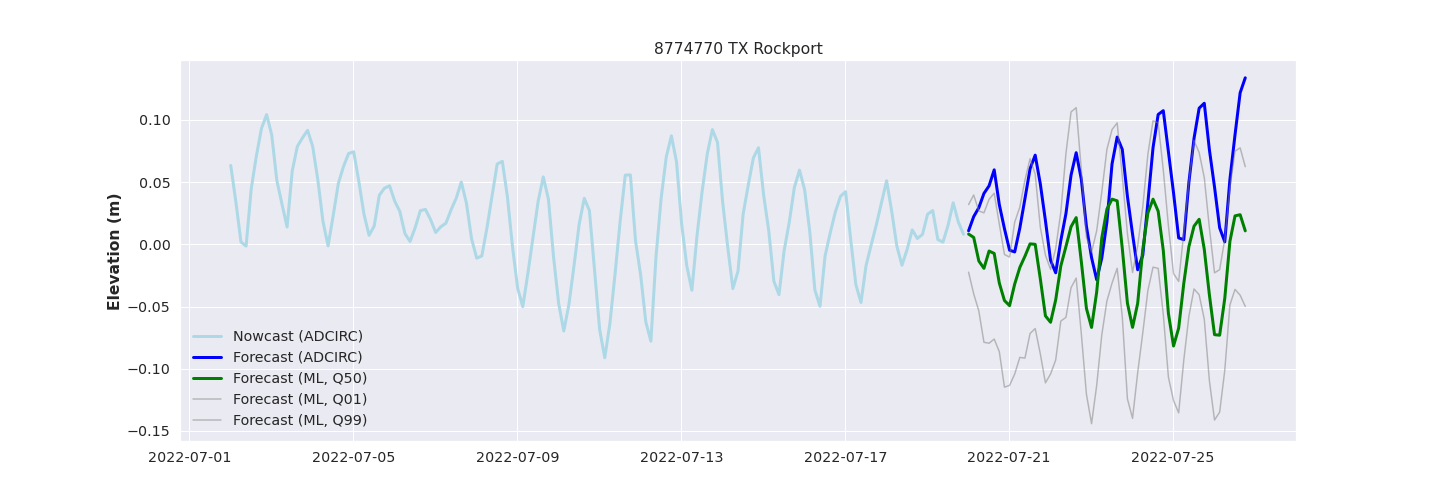 8774770 TX Rockport
Elevation (m)
0.10
0.05
0.00
−0.05
−0.10
−0.15
Nowcast (ADCIRC)
Forecast (ADCIRC)
Forecast (ML, Q50)
Forecast (ML, Q01)
Forecast (ML, Q99)
2022-07-01
2022-07-05
2022-07-09
2022-07-13
2022-07-17
2022-07-21
2022-07-25